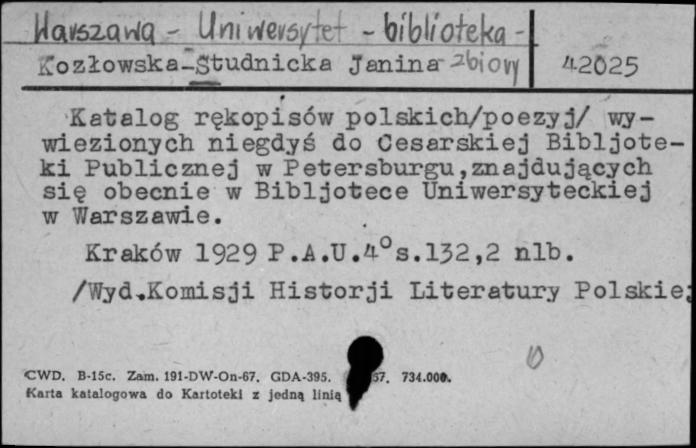 Warszawa - Uniwersytet - biblioteka -
Kozłowska-Studnicka Janina zbiory 42025
Katalog rękopisów polskich/poezyj/ wy-
wiezionych niegdyś do Cesarskiej Bibljote-
ki Publicznej w Petersburgu,znajdujących
się obecnie w Bibljotece Uniwersyteckiej
w Warszawie.
Kraków 1929 P.A.U.4° s.132,2 nlb.
/Wyd.Komisji Historji Literatury Polskiej
CWD. B-15c. Zam. 191-DW-On-67. GDA-395. 67. 734.000.
Karta katalogowa do Kartoteki z jedną linią